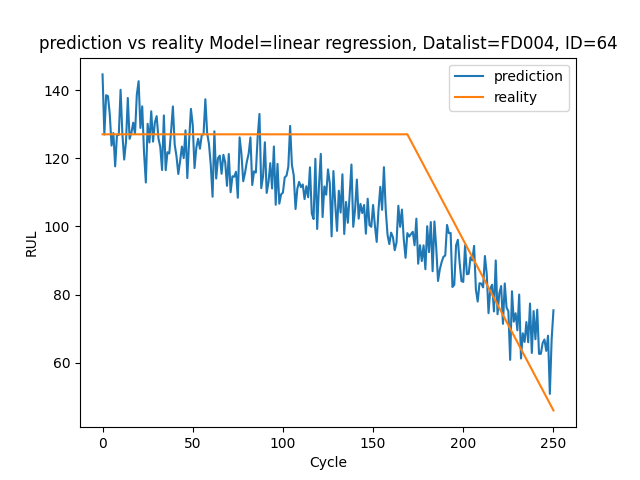 prediction vs reality Model=linear regression, Datalist=FD004, ID=64
prediction
reality
140
120
100
80
60
RUL
0
50
100
150
200
250
Cycle